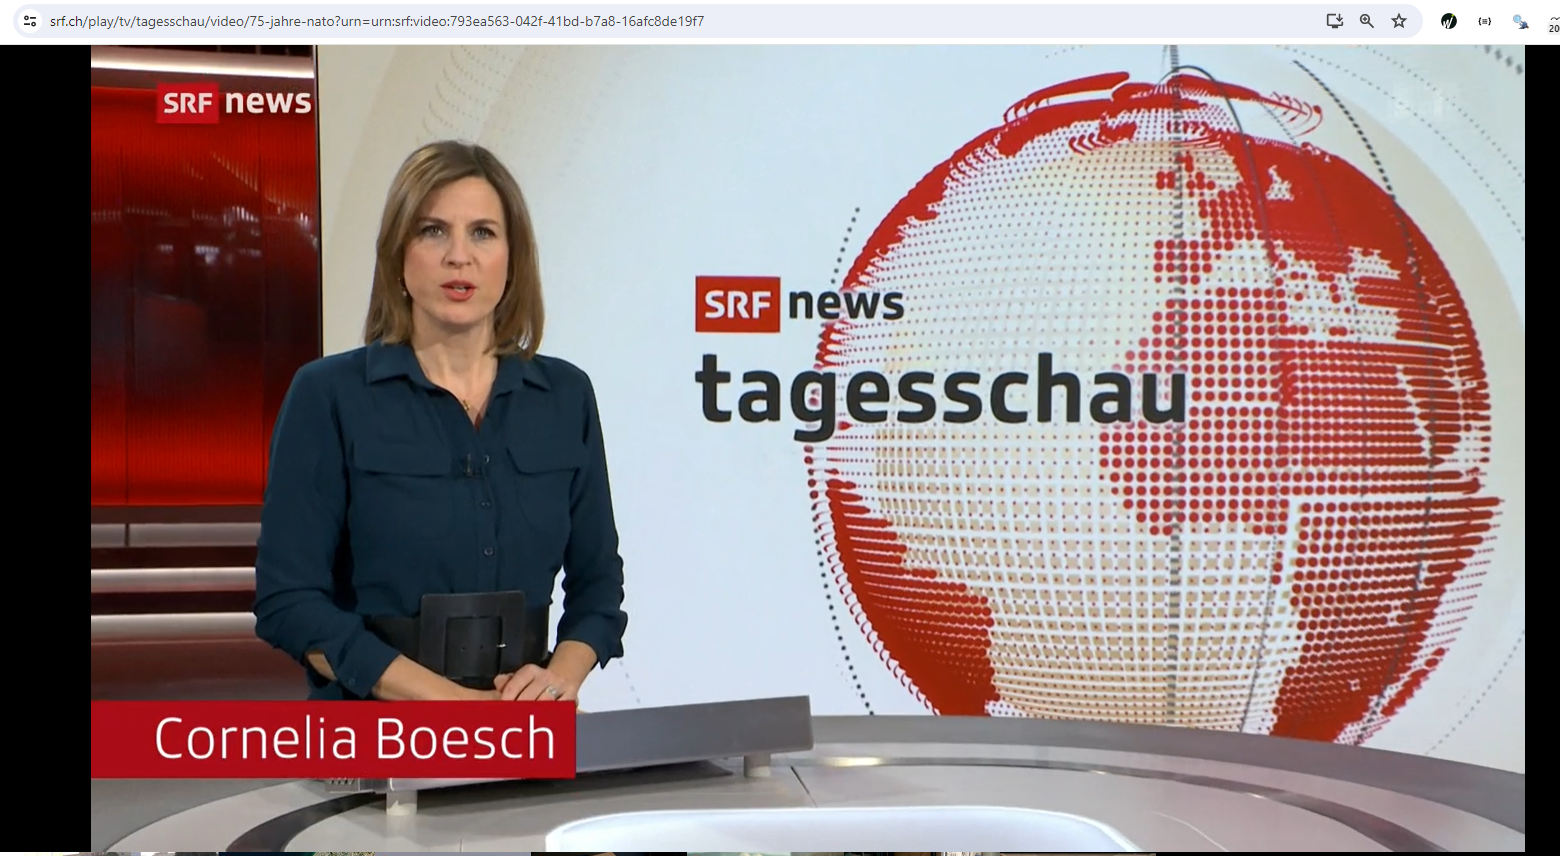 srf.ch/play/tv/tagesschau/video/75-jahre-nato?urn=urn:srf:video:793ea563-042f-41bd-b7a8-16afc8de19f7
20
SRF news
SRF news
tagesschau
Cornelia Boesch